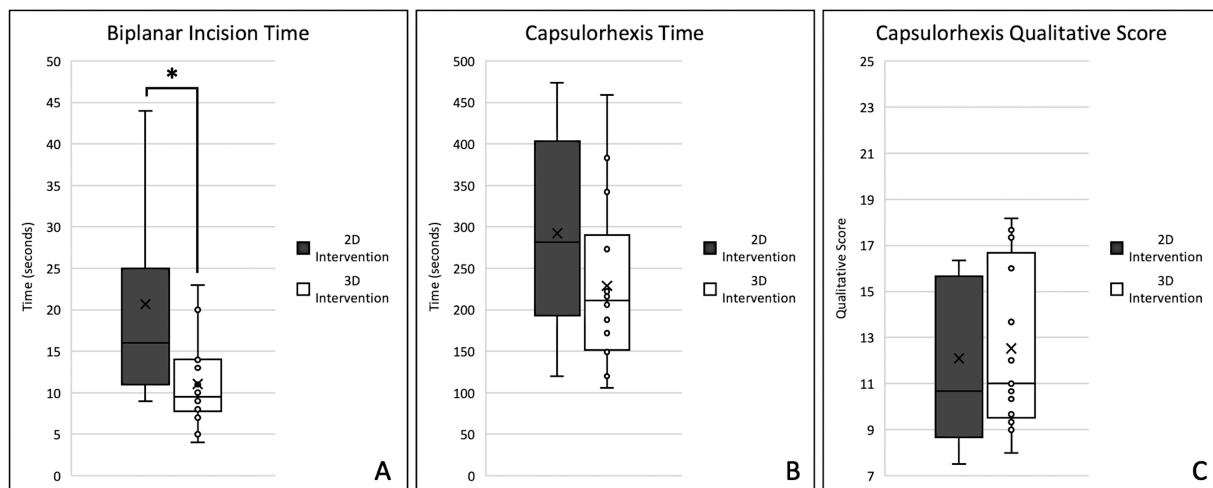 Biplanar Incision Time
50
45
40
35
30
25
20
15
10
5
0
Time (seconds)
*
2D
Intervention
3D
Intervention
A
Capsulorhexis Time
500
450
400
350
300
250
200
150
100
50
0
Time (seconds)
2D
Intervention
3D
Intervention
B
Capsulorhexis Qualitative Score
25
23
21
19
17
15
13
11
9
7
Qualitative Score
2D
Intervention
3D
Intervention
C